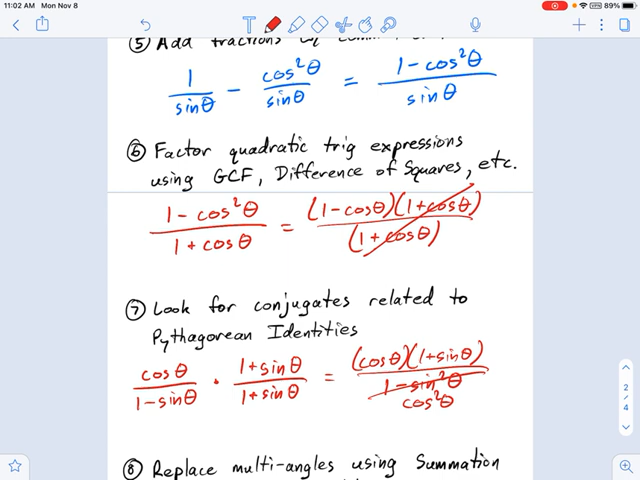 11:02 AM Mon Nov 8
89%
⑤ Add fractions
1/sinθ − cos²θ/sinθ = (1 − cos²θ)/sinθ
⑥ Factor quadratic trig expressions
using GCF, Difference of Squares, etc.
(1 − cos²θ)/(1 + cosθ) = (1−cosθ)(1+cosθ)/(1+cosθ)
⑦ Look for conjugates related to
Pythagorean Identities
cosθ/(1−sinθ) · (1+sinθ)/(1+sinθ) = (cosθ)(1+sinθ)/(1−sin²θ)
cos²θ
⑧ Replace multi-angles using Summation
2/4